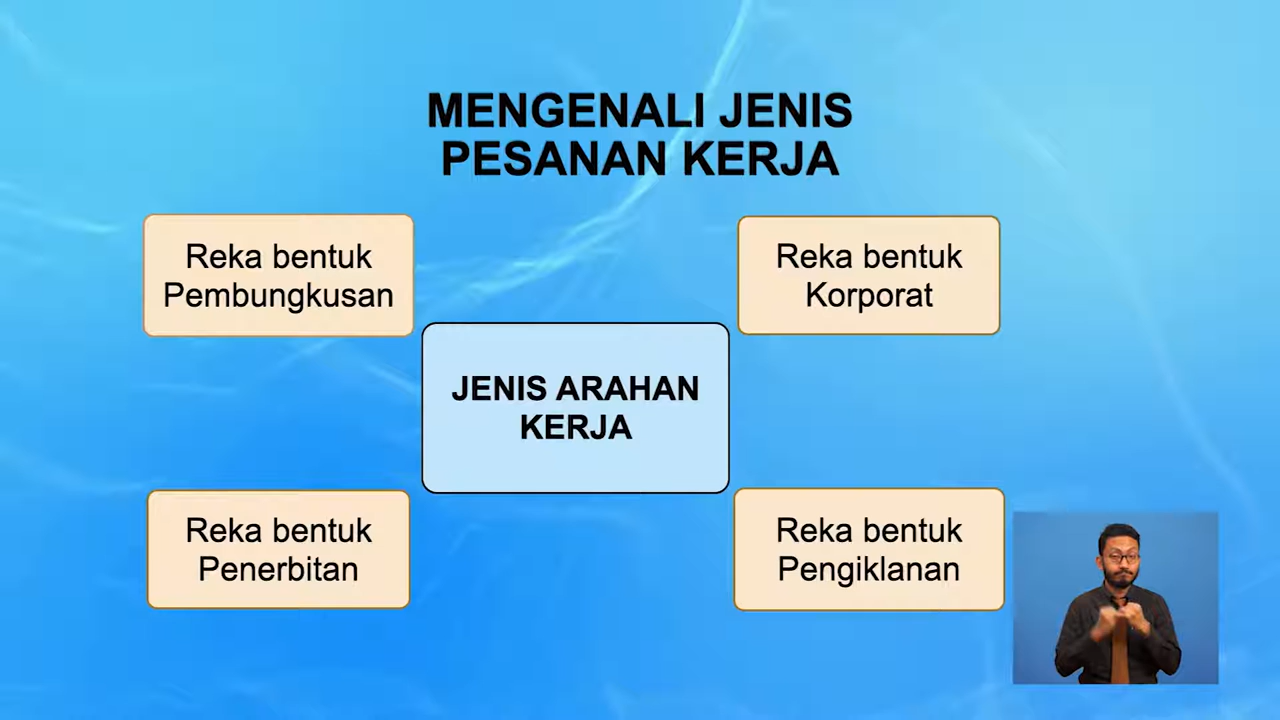 MENGENALI JENIS
PESANAN KERJA
Reka bentuk
Pembungkusan
Reka bentuk
Korporat
JENIS ARAHAN
KERJA
Reka bentuk
Penerbitan
Reka bentuk
Pengiklanan